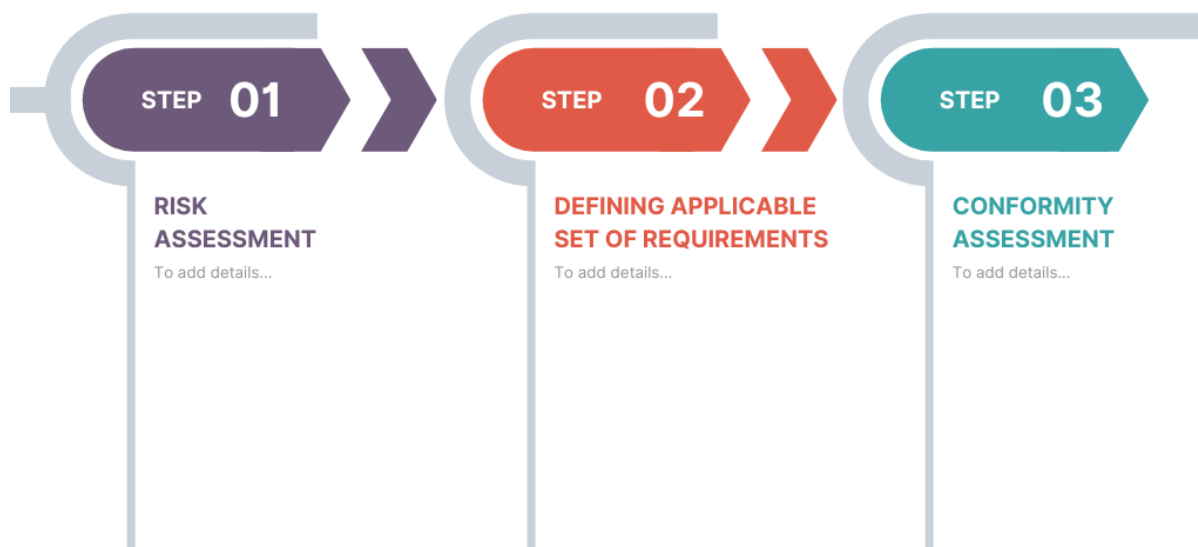 STEP 01
STEP 02
STEP 03
RISK
ASSESSMENT
To add details...
DEFINING APPLICABLE
SET OF REQUIREMENTS
To add details...
CONFORMITY
ASSESSMENT
To add details...